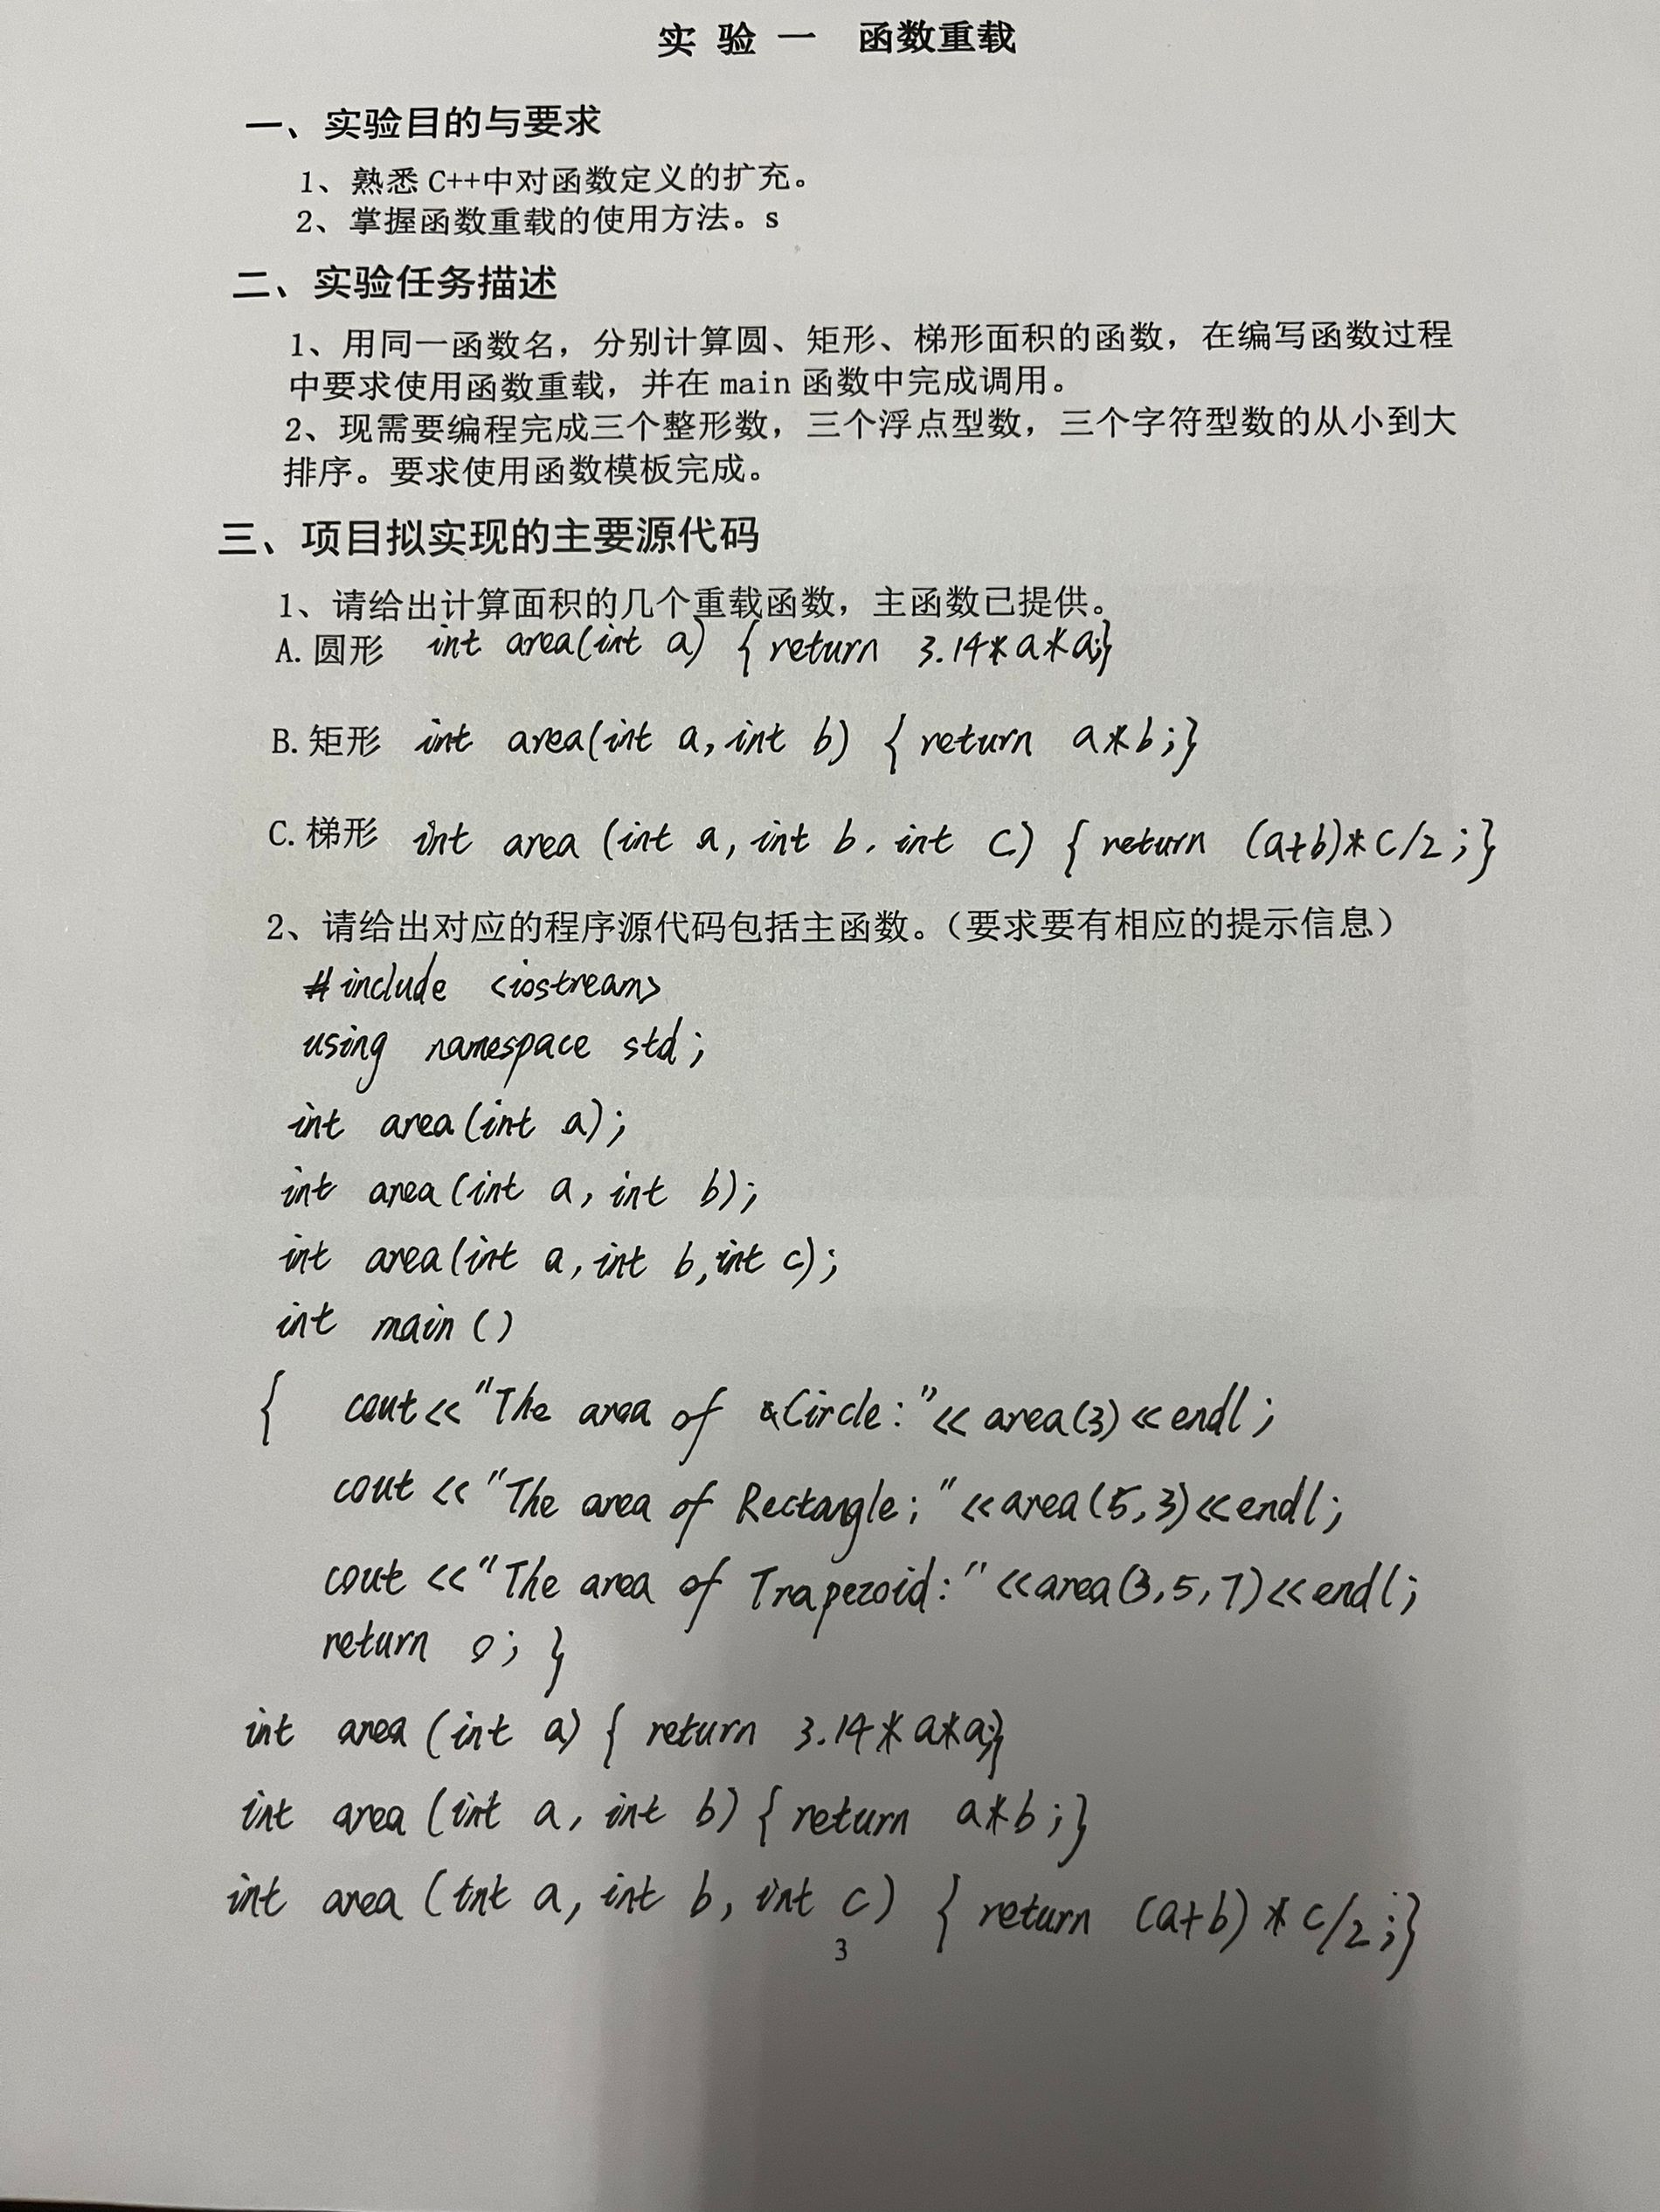 实 验 一　函数重载
一、实验目的与要求
1、熟悉 C++中对函数定义的扩充。
2、掌握函数重载的使用方法。s
二、实验任务描述
1、用同一函数名，分别计算圆、矩形、梯形面积的函数，在编写函数过程
中要求使用函数重载，并在 main 函数中完成调用。
2、现需要编程完成三个整形数，三个浮点型数，三个字符型数的从小到大
排序。要求使用函数模板完成。
三、项目拟实现的主要源代码
1、请给出计算面积的几个重载函数，主函数已提供。
A.圆形 int area(int a) { return 3.14*a*a;}
B.矩形 int area(int a, int b) { return a*b;}
C.梯形 int area (int a, int b, int c) { return (a+b)*c/2;}
2、请给出对应的程序源代码包括主函数。（要求要有相应的提示信息）
#include <iostream>
using namespace std;
int area(int a);
int area(int a, int b);
int area(int a, int b, int c);
int main()
{ cout<<"The area of Circle:"<< area(3)<<endl;
cout <<"The area of Rectangle;"<<area(5,3)<<endl;
cout <<"The area of Trapezoid:"<<area(3,5,7)<<endl;
return 0; }
int area (int a) { return 3.14*a*a;}
int area (int a, int b) { return a*b;}
int area (int a, int b, int c) { return (a+b)*c/2;}
3